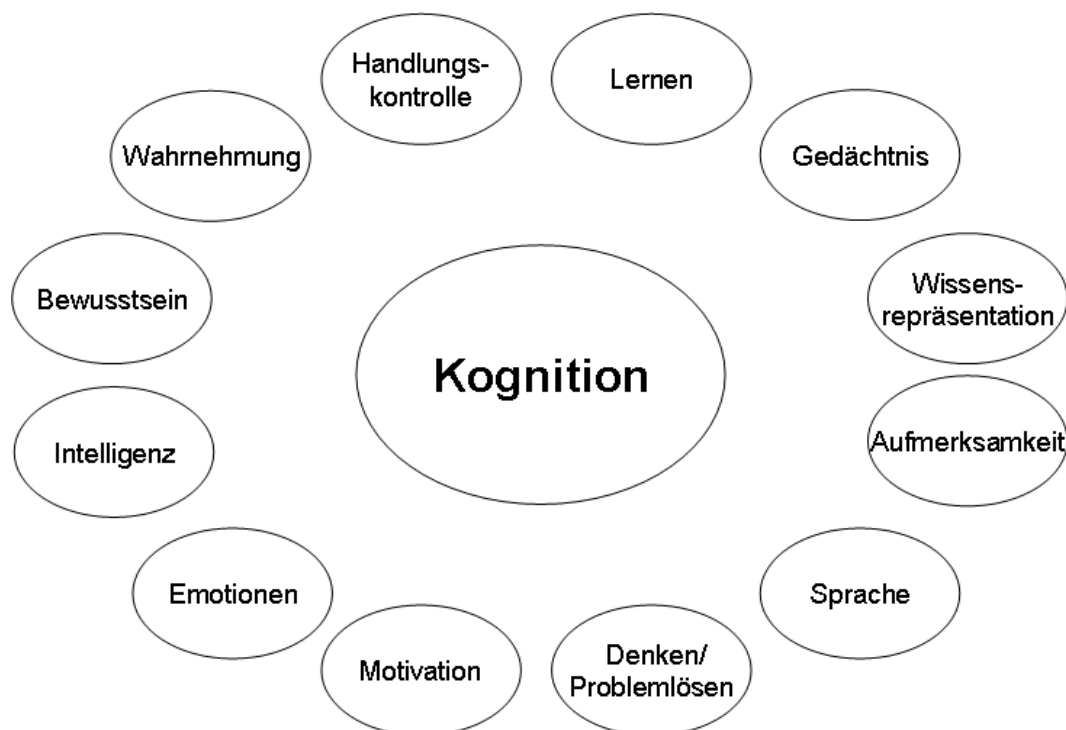 Handlungs-
kontrolle
Lernen
Wahrnehmung
Gedächtnis
Bewusstsein
Wissens-
repräsentation
Kognition
Intelligenz
Aufmerksamkeit
Emotionen
Sprache
Motivation
Denken/
Problemlösen